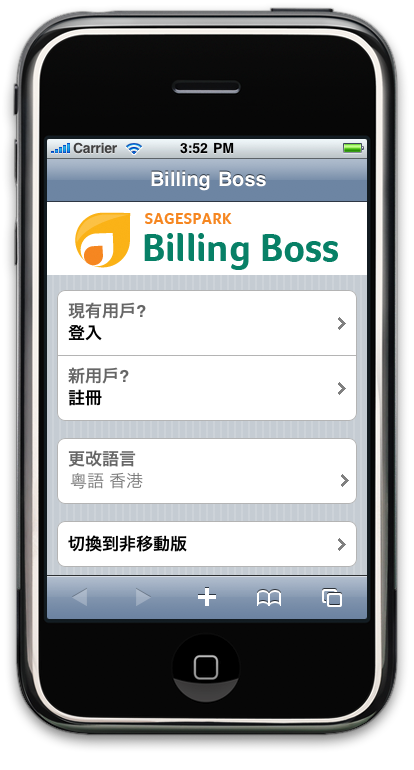 Carrier 3:52 PM
Billing Boss
SAGESPARK
Billing Boss
現有用戶?
登入
新用戶?
註冊
更改語言
粵語 香港
切換到非移動版